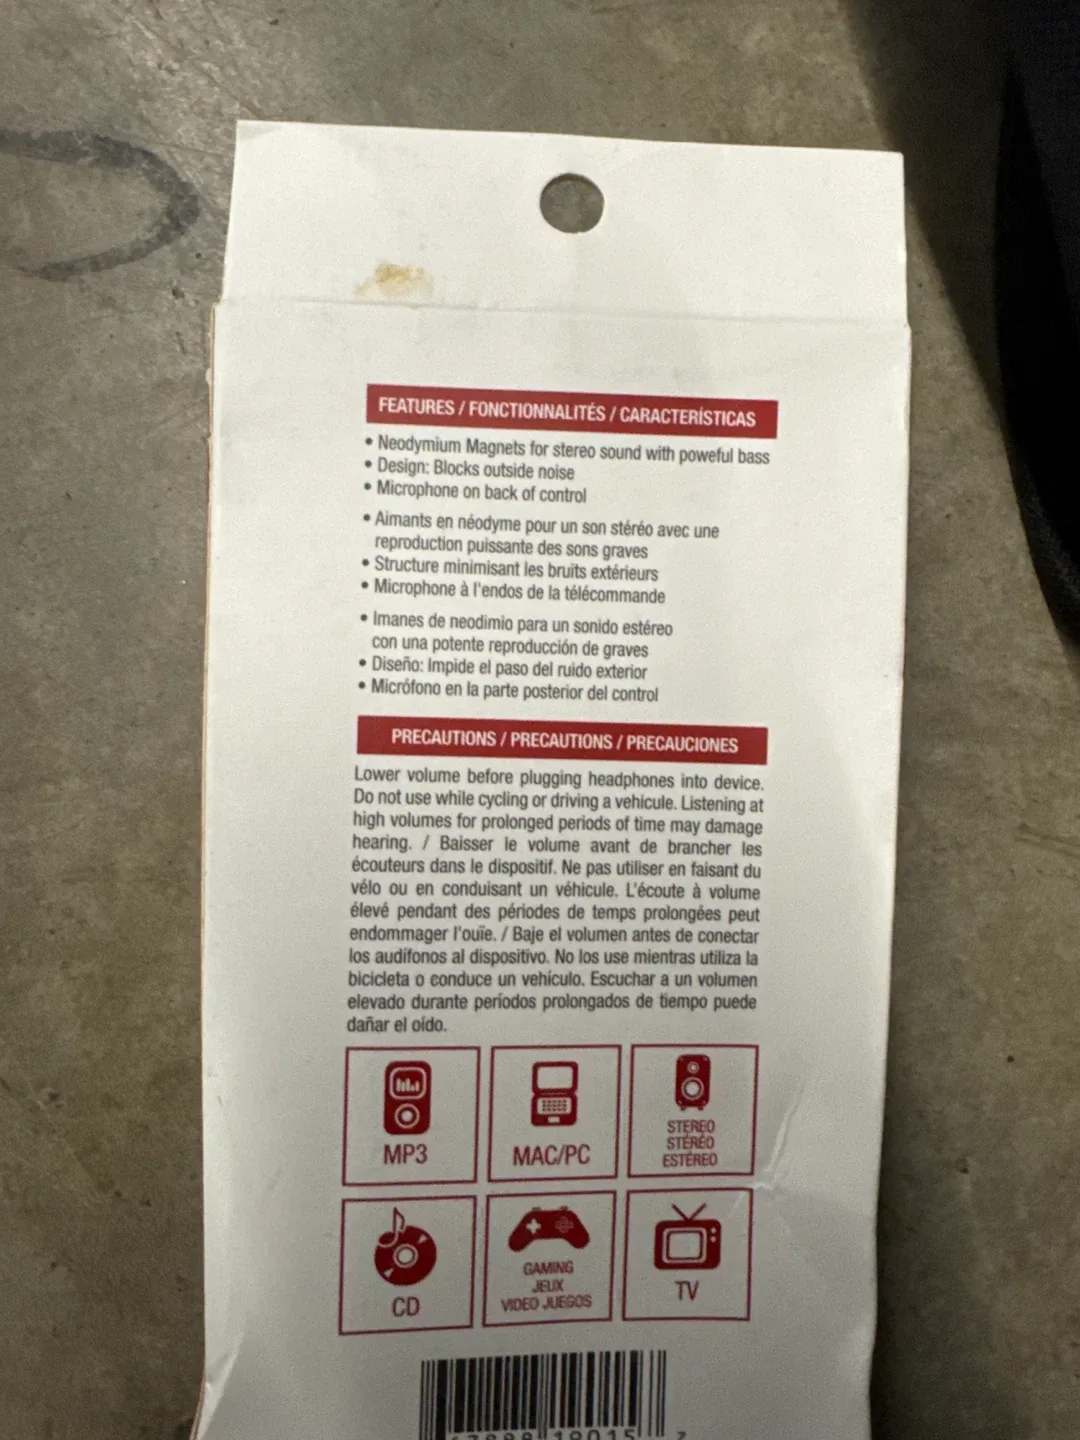 FEATURES / FONCTIONNALITÉS / CARACTERÍSTICAS
• Neodymium Magnets for stereo sound with poweful bass
• Design: Blocks outside noise
• Microphone on back of control
• Aimants en néodyme pour un son stéréo avec une
reproduction puissante des sons graves
• Structure minimisant les bruits extérieurs
• Microphone à l'endos de la télécommande
• Imanes de neodimio para un sonido estéreo
con una potente reproducción de graves
• Diseño: Impide el paso del ruido exterior
• Micrófono en la parte posterior del control
PRECAUTIONS / PRECAUTIONS / PRECAUCIONES
Lower volume before plugging headphones into device.
Do not use while cycling or driving a vehicule. Listening at
high volumes for prolonged periods of time may damage
hearing. / Baisser le volume avant de brancher les
écouteurs dans le dispositif. Ne pas utiliser en faisant du
vélo ou en conduisant un véhicule. L'écoute à volume
élevé pendant des périodes de temps prolongées peut
endommager l'ouïe. / Baje el volumen antes de conectar
los audífonos al dispositivo. No los use mientras utiliza la
bicicleta o conduce un vehículo. Escuchar a un volumen
elevado durante períodos prolongados de tiempo puede
dañar el oído.
MP3
MAC/PC
STEREO
STÉRÉO
ESTÉREO
CD
GAMING
JEUX
VIDEO JUEGOS
TV